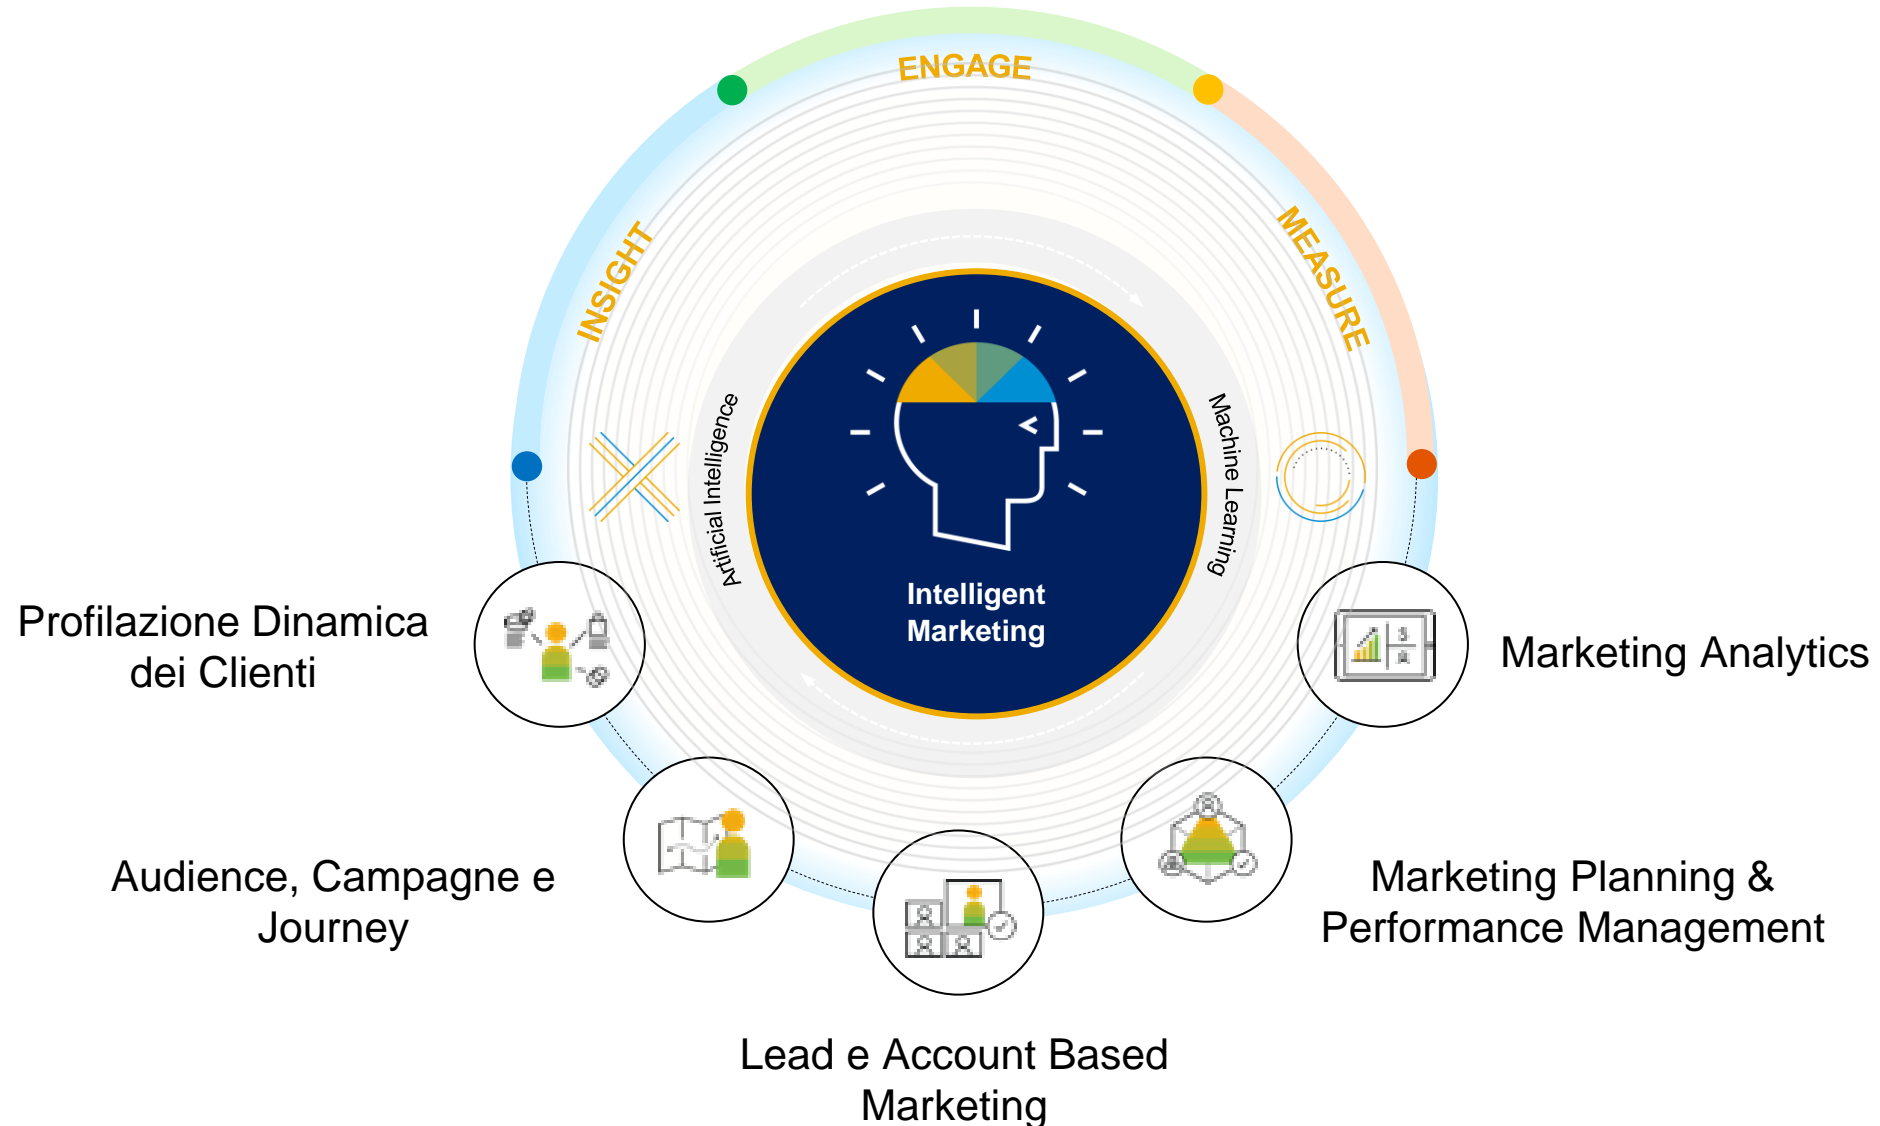 ENGAGE
INSIGHT
MEASURE
Artificial Intelligence
Machine Learning
Intelligent
Marketing
Profilazione Dinamica
dei Clienti
Marketing Analytics
Audience, Campagne e
Journey
Marketing Planning &
Performance Management
Lead e Account Based
Marketing